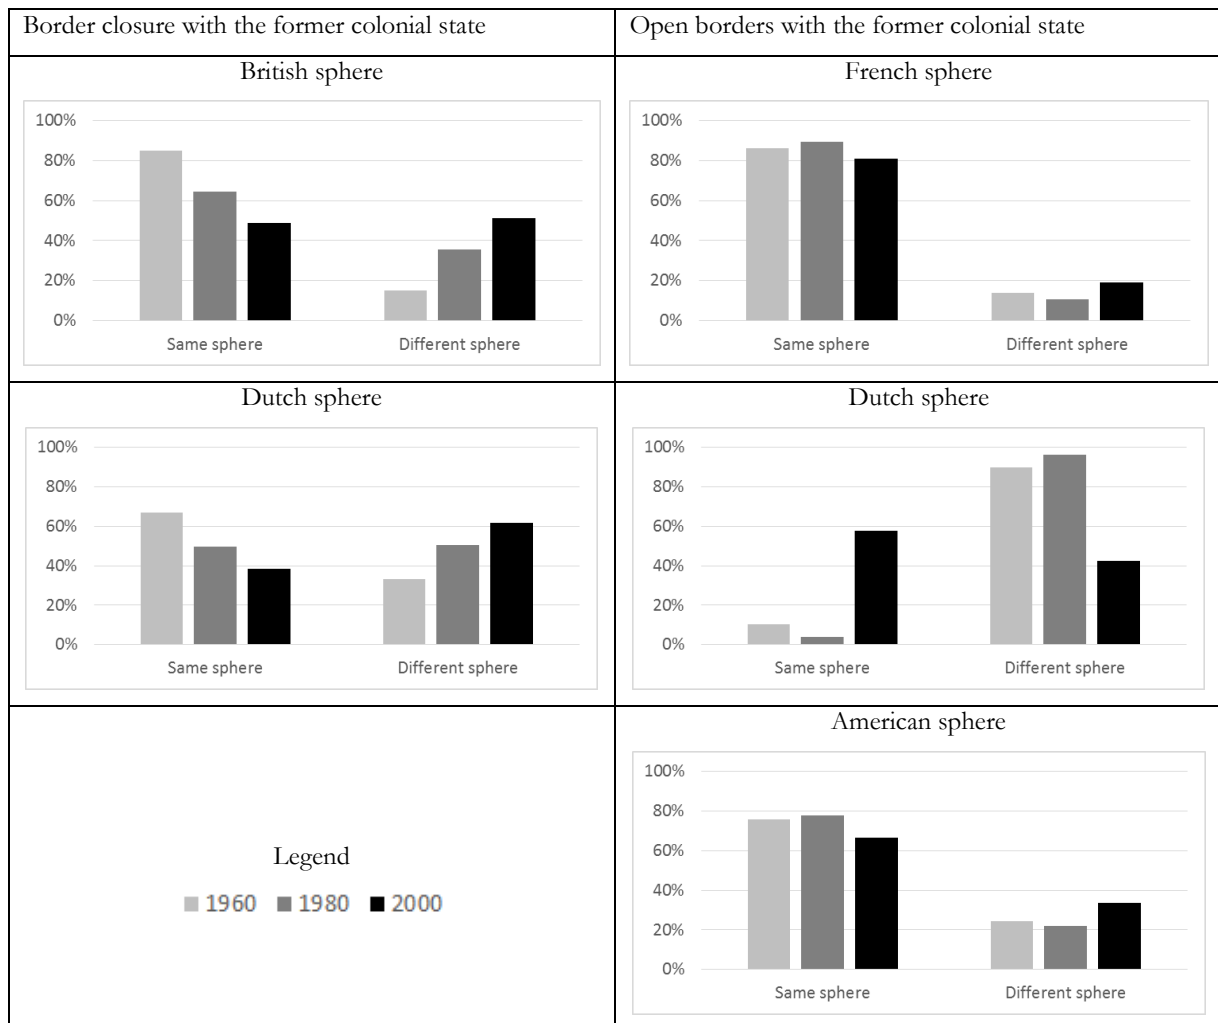 Border closure with the former colonial state
Open borders with the former colonial state
British sphere
100%
80%
60%
40%
20%
0%
Same sphere Different sphere
French sphere
100%
80%
60%
40%
20%
0%
Same sphere Different sphere
Dutch sphere
100%
80%
60%
40%
20%
0%
Same sphere Different sphere
Dutch sphere
100%
80%
60%
40%
20%
0%
Same sphere Different sphere
Legend
1960 1980 2000
American sphere
100%
80%
60%
40%
20%
0%
Same sphere Different sphere